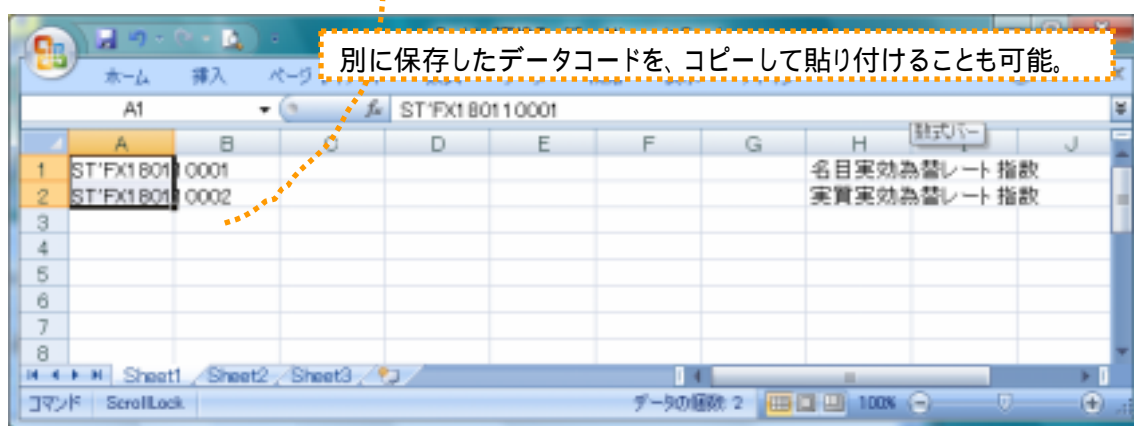 別に保存したデータコードを、コピーして貼り付けることも可能。
ホーム 挿入
A1 fx ST'FX180110001
数式バー
A B C D E F G H J
1 ST'FX180110001 名目実効為替レート指数
2 ST'FX180110002 実質実効為替レート指数
3
4
5
6
7
8
Sheet1 Sheet2 Sheet3
コマンド ScrollLock データの個数: 2 100%